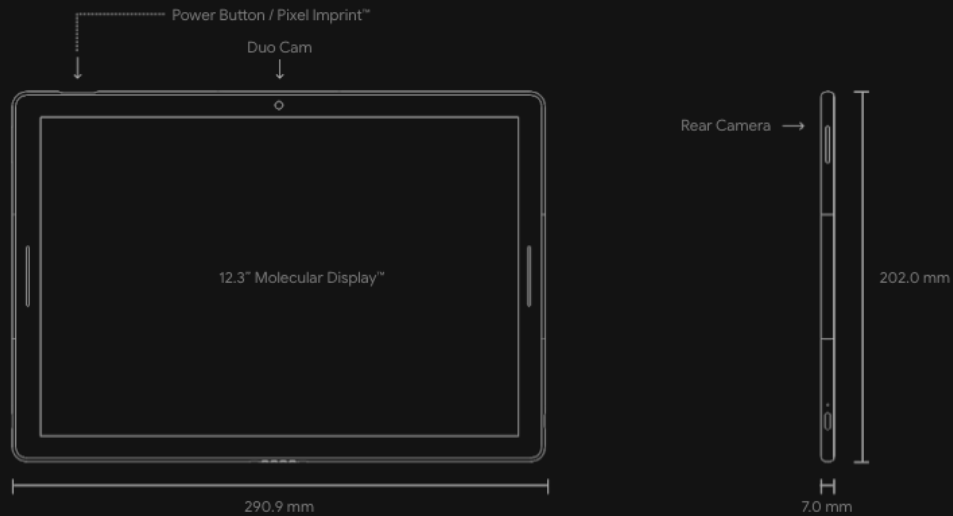 Power Button / Pixel Imprint™
Duo Cam
Rear Camera
12.3” Molecular Display™
202.0 mm
290.9 mm
7.0 mm